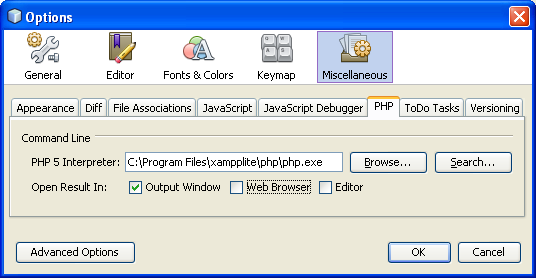 Options
General Editor Fonts & Colors Keymap Miscellaneous
Appearance Diff File Associations JavaScript JavaScript Debugger PHP ToDo Tasks Versioning
Command Line
PHP 5 Interpreter: C:\Program Files\xampplite\php\php.exe Browse... Search...
Open Result In: Output Window Web Browser Editor
Advanced Options OK Cancel